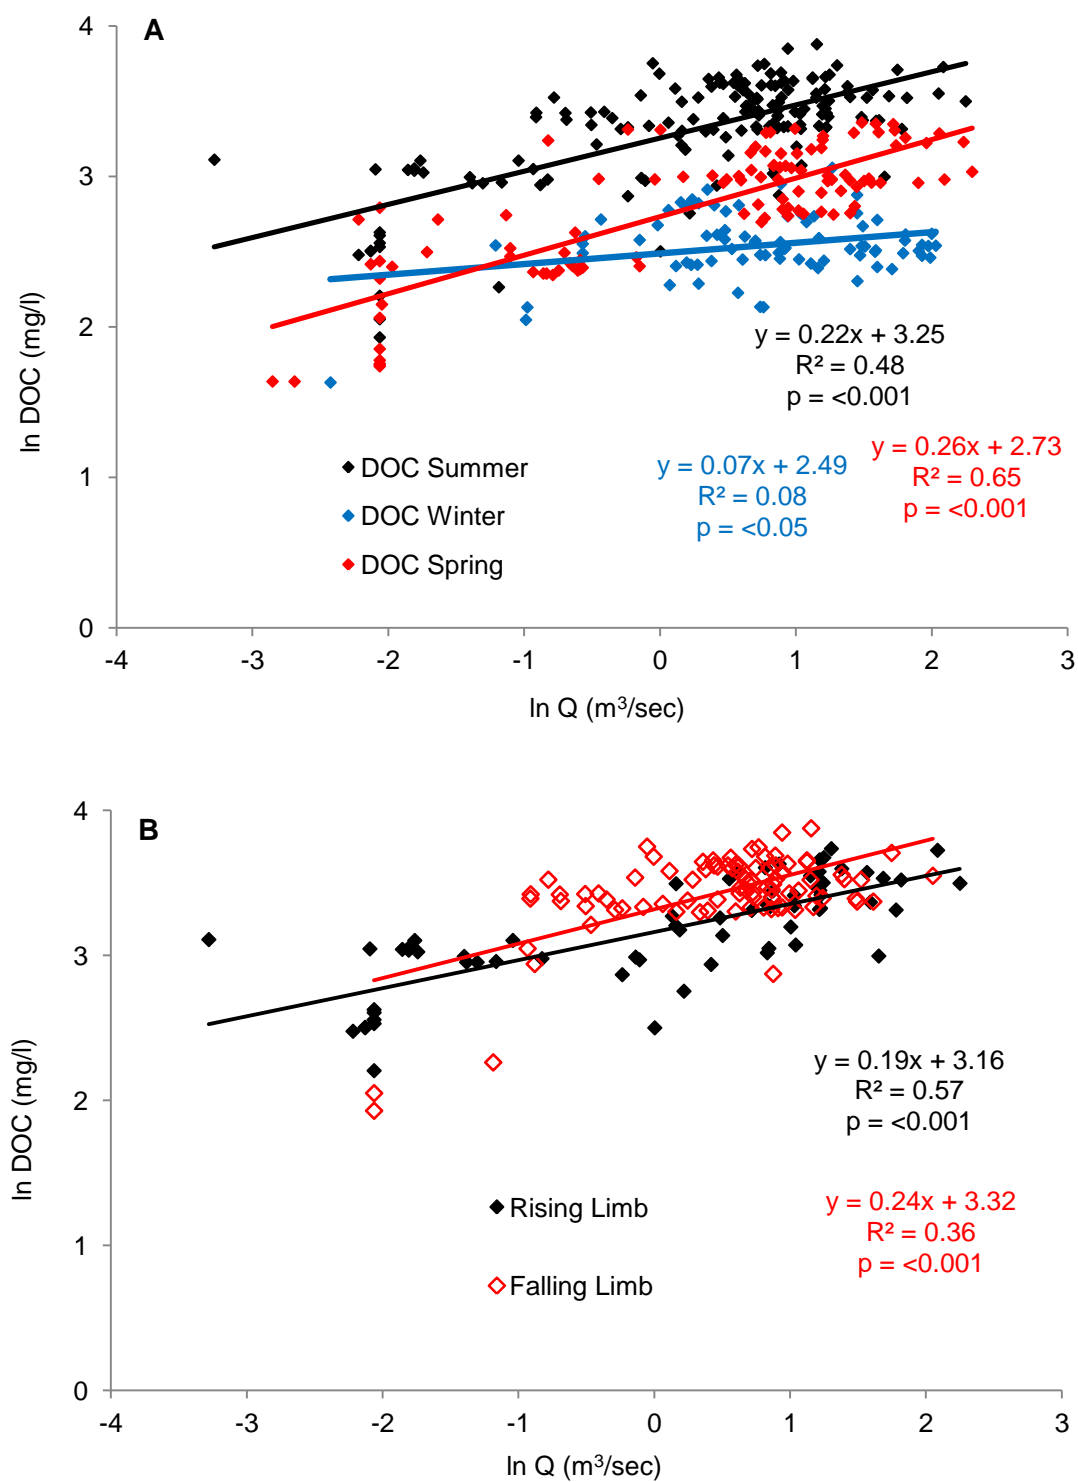 A
4
3
2
1
0
-4 -3 -2 -1 0 1 2 3
ln DOC (mg/l)
ln Q (m³/sec)
y = 0.22x + 3.25
R² = 0.48
p = <0.001
y = 0.07x + 2.49
R² = 0.08
p = <0.05
y = 0.26x + 2.73
R² = 0.65
p = <0.001
DOC Summer
DOC Winter
DOC Spring
B
4
3
2
1
0
-4 -3 -2 -1 0 1 2 3
ln DOC (mg/l)
ln Q (m³/sec)
y = 0.19x + 3.16
R² = 0.57
p = <0.001
y = 0.24x + 3.32
R² = 0.36
p = <0.001
Rising Limb
Falling Limb